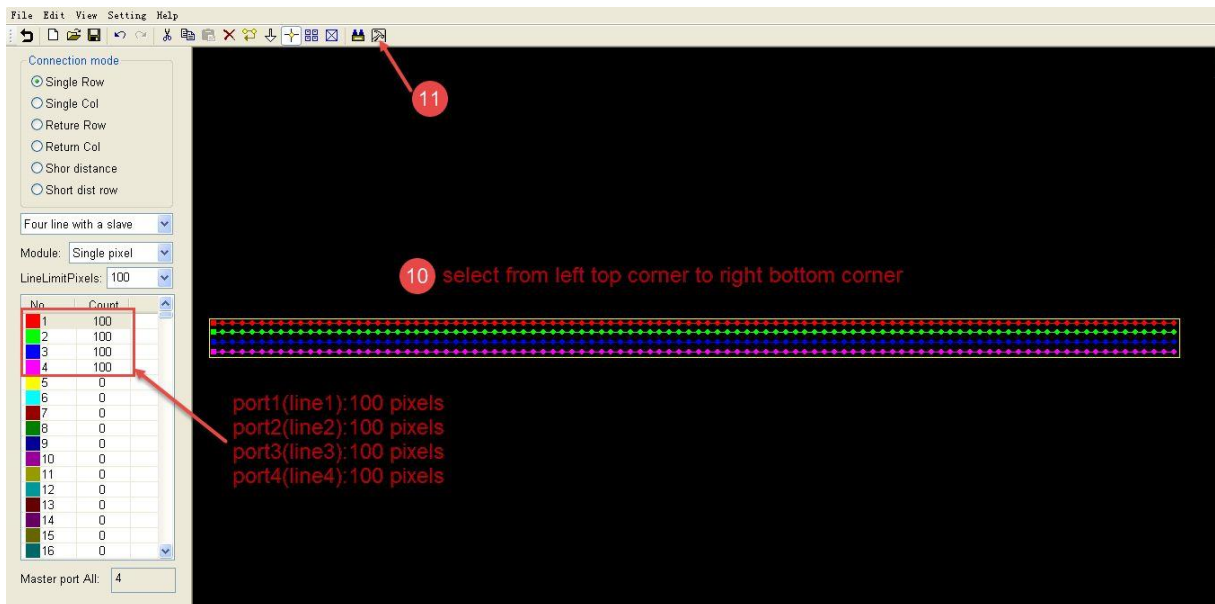 File Edit View Setting Help
Connection mode
Single Row
Single Col
Reture Row
Return Col
Shor distance
Short dist row
Four line with a slave
Module: Single pixel
LineLimitPixels: 100
No Count
1 100
2 100
3 100
4 100
5 0
6 0
7 0
8 0
9 0
10 0
11 0
12 0
13 0
14 0
15 0
16 0
Master port All: 4
11
10 select from left top corner to right bottom corner
port1(line1):100 pixels
port2(line2):100 pixels
port3(line3):100 pixels
port4(line4):100 pixels